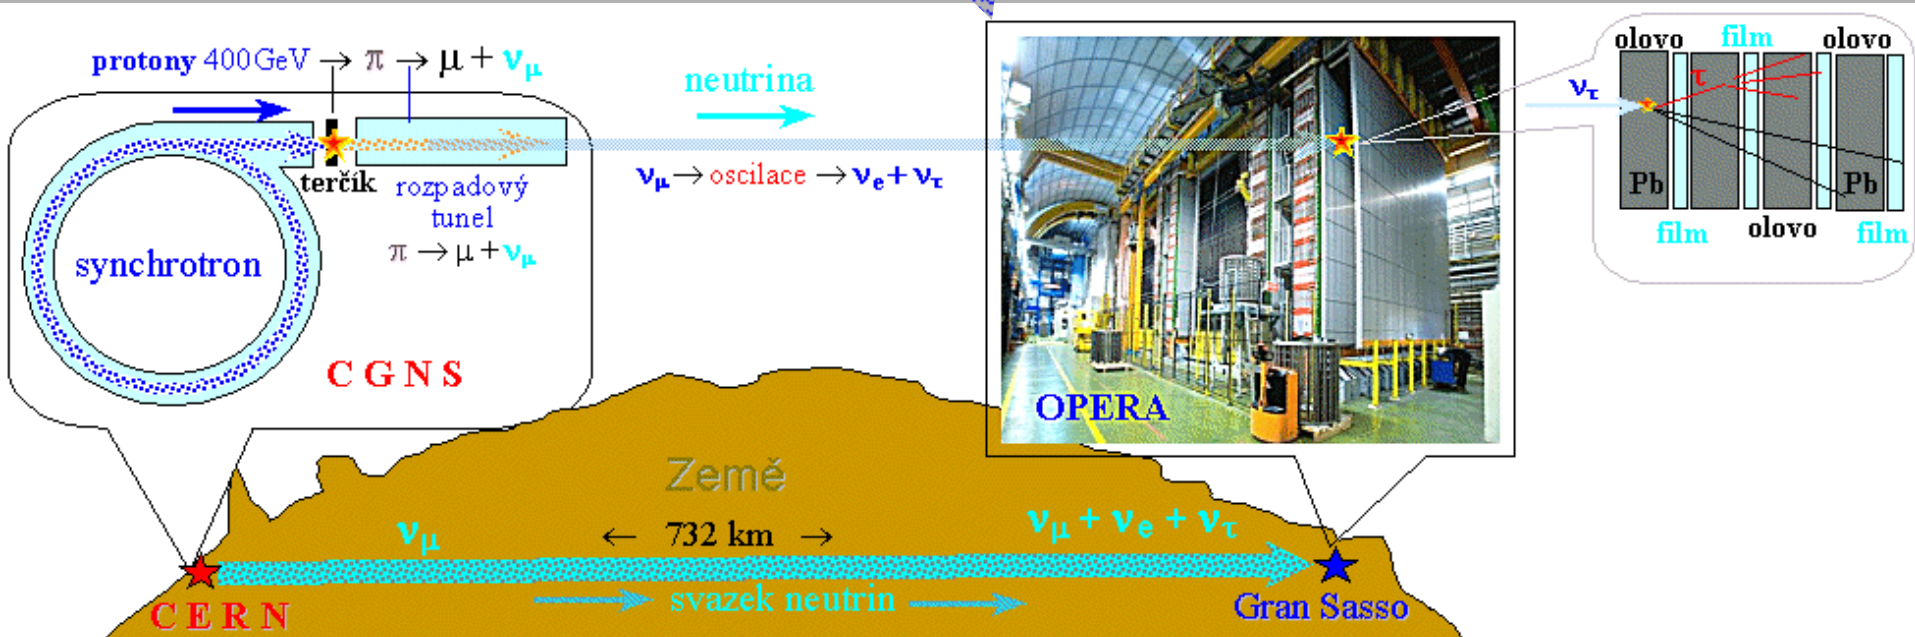 protony 400GeV → π → μ + νμ
terčík
rozpadový
tunel
π → μ + νμ
synchrotron
C G N S
neutrina
νμ → oscilace → νe + ντ
OPERA
olovo film olovo
ντ
τ
Pb Pb
film olovo film
Země
νμ ← 732 km → νμ + νe + ντ
svazek neutrin
C E R N
Gran Sasso